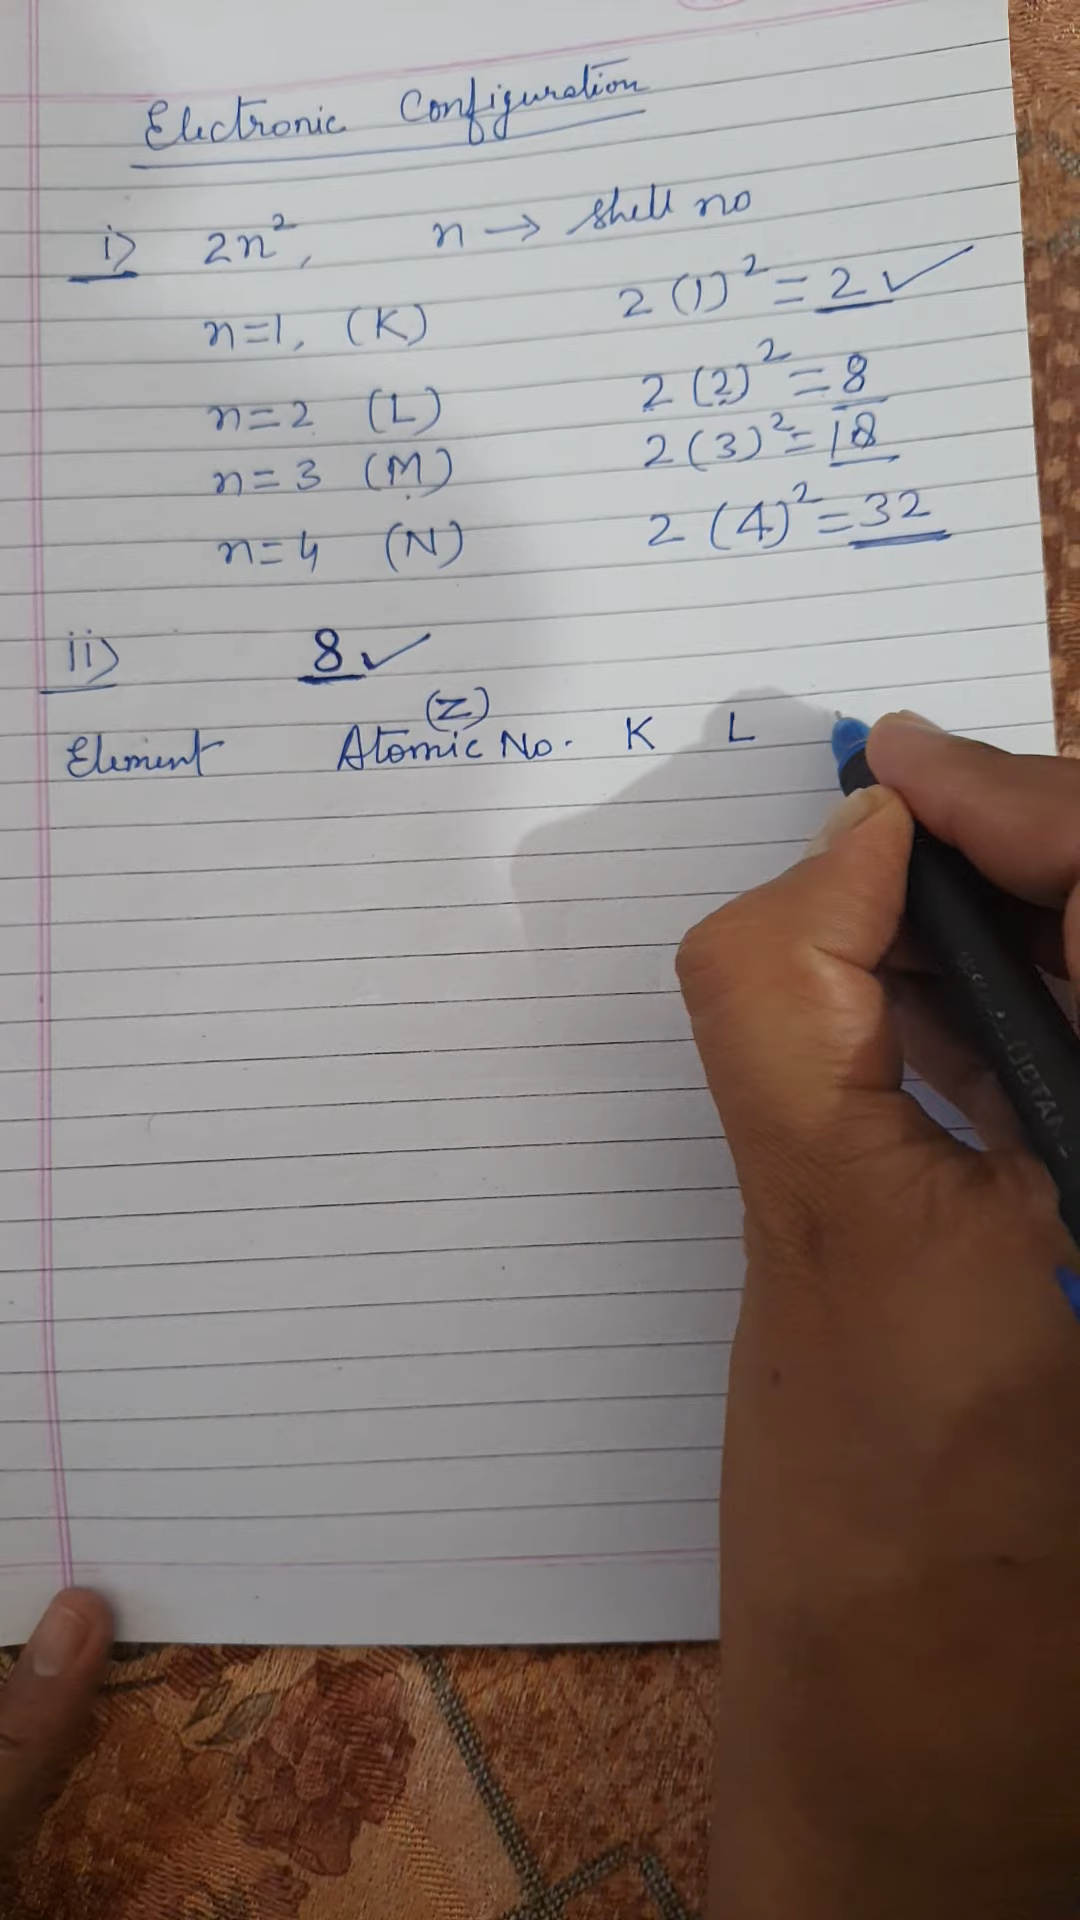 Electronic Configuration
i) 2n², n → shell no
n=1, (K) 2(1)² = 2 ✓
n=2 (L) 2(2)² = 8
n=3 (M) 2(3)² = 18
n=4 (N) 2(4)² = 32
ii) 8 ✓
(Z)
Element Atomic No. K L